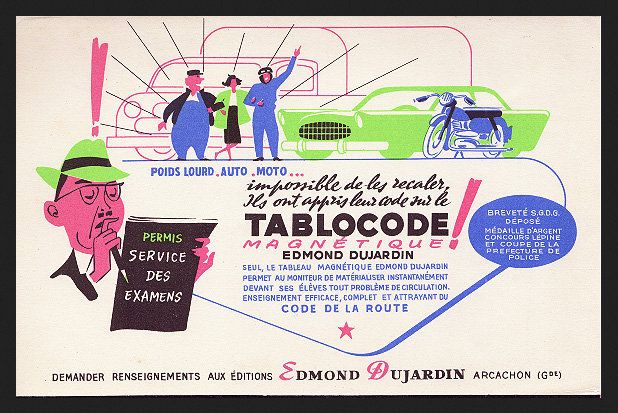 POIDS LOURD . AUTO . MOTO...
impossible de les recaler.
Ils ont appris leur code sur le
TABLOCODE !
MAGNÉTIQUE
EDMOND DUJARDIN
SEUL, LE TABLEAU MAGNÉTIQUE EDMOND DUJARDIN
PERMET AU MONITEUR DE MATÉRIALISER INSTANTANÉMENT
DEVANT SES ÉLÈVES TOUT PROBLÈME DE CIRCULATION.
ENSEIGNEMENT EFFICACE, COMPLET ET ATTRAYANT DU
CODE DE LA ROUTE
BREVETÉ S.G.D.G.
DÉPOSÉ
MÉDAILLE D'ARGENT
CONCOURS LÉPINE
ET COUPE DE LA
PRÉFECTURE DE
POLICE
!
PERMIS
SERVICE
DES
EXAMENS
DEMANDER RENSEIGNEMENTS AUX ÉDITIONS EDMOND DUJARDIN ARCACHON (GDE)